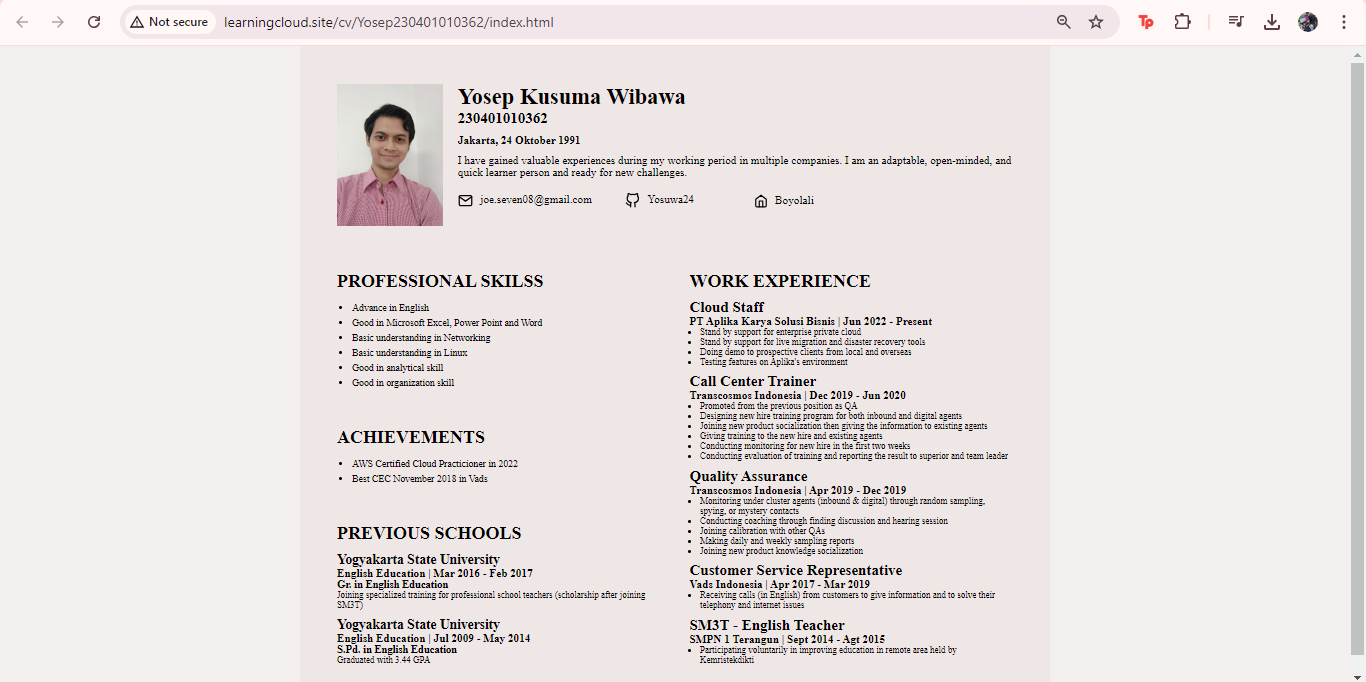 Not secure
learningcloud.site/cv/Yosep230401010362/index.html
Tp
Yosep Kusuma Wibawa
230401010362
Jakarta, 24 Oktober 1991
I have gained valuable experiences during my working period in multiple companies. I am an adaptable, open-minded, and
quick learner person and ready for new challenges.
joe.seven08@gmail.com
Yosuwa24
Boyolali
PROFESSIONAL SKILSS
• Advance in English
• Good in Microsoft Excel, Power Point and Word
• Basic understanding in Networking
• Basic understanding in Linux
• Good in analytical skill
• Good in organization skill
ACHIEVEMENTS
• AWS Certified Cloud Practicioner in 2022
• Best CEC November 2018 in Vads
PREVIOUS SCHOOLS
Yogyakarta State University
English Education | Mar 2016 - Feb 2017
Gr. in English Education
Joining specialized training for professional school teachers (scholarship after joining
SM3T)
Yogyakarta State University
English Education | Jul 2009 - May 2014
S.Pd. in English Education
Graduated with 3.44 GPA
WORK EXPERIENCE
Cloud Staff
PT Aplika Karya Solusi Bisnis | Jun 2022 - Present
• Stand by support for enterprise private cloud
• Stand by support for live migration and disaster recovery tools
• Doing demo to prospective clients from local and overseas
• Testing features on Aplika's environment
Call Center Trainer
Transcosmos Indonesia | Dec 2019 - Jun 2020
• Promoted from the previous position as QA
• Designing new hire training program for both inbound and digital agents
• Joining new product socialization then giving the information to existing agents
• Giving training to the new hire and existing agents
• Conducting monitoring for new hire in the first two weeks
• Conducting evaluation of training and reporting the result to superior and team leader
Quality Assurance
Transcosmos Indonesia | Apr 2019 - Dec 2019
• Monitoring under cluster agents (inbound & digital) through random sampling,
spying, or mystery contacts
• Conducting coaching through finding discussion and hearing session
• Joining calibration with other QAs
• Making daily and weekly sampling reports
• Joining new product knowledge socialization
Customer Service Representative
Vads Indonesia | Apr 2017 - Mar 2019
• Receiving calls (in English) from customers to give information and to solve their
telephony and internet issues
SM3T - English Teacher
SMPN 1 Terangun | Sept 2014 - Agt 2015
• Participating voluntarily in improving education in remote area held by
Kemristekdikti